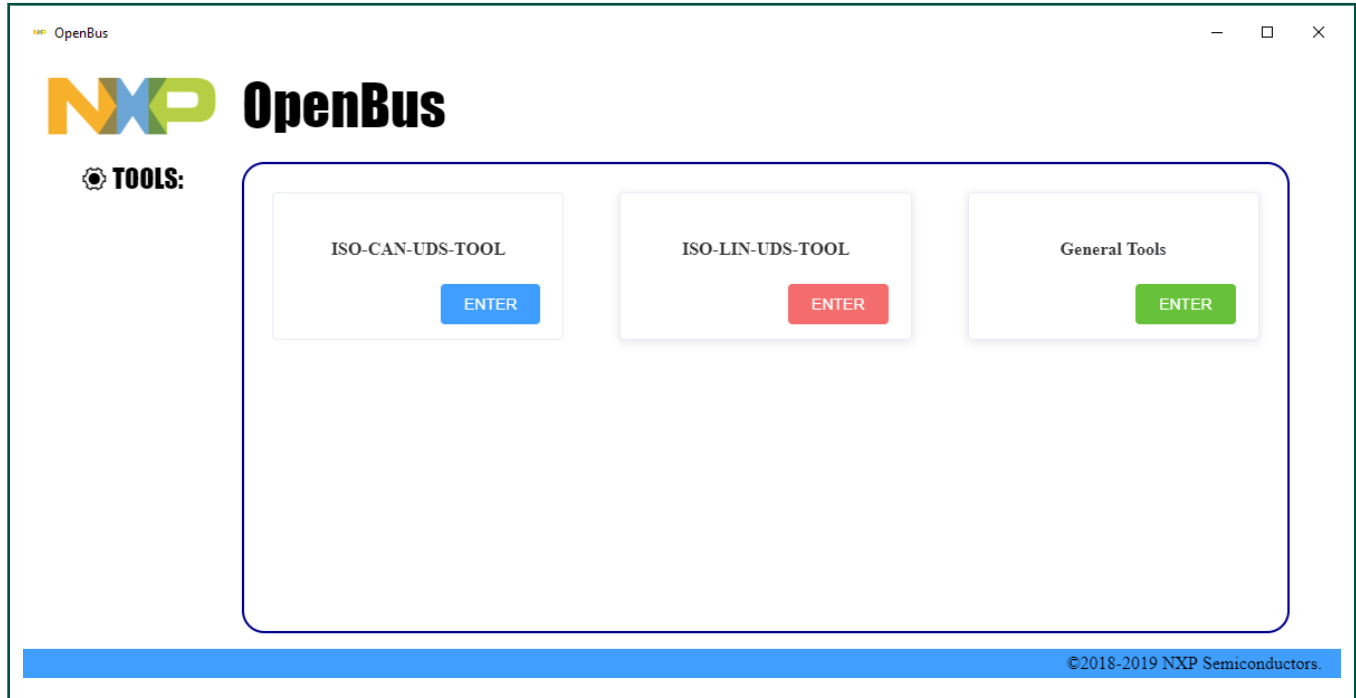 OpenBus
NXP OpenBus
TOOLS:
ISO-CAN-UDS-TOOL
ENTER
ISO-LIN-UDS-TOOL
ENTER
General Tools
ENTER
©2018-2019 NXP Semiconductors.